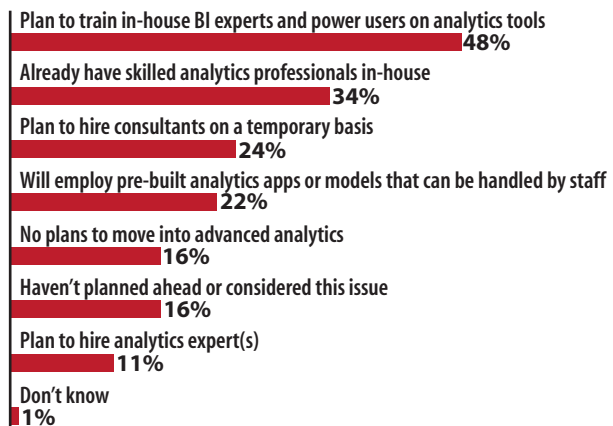 Plan to train in-house BI experts and power users on analytics tools
48%
Already have skilled analytics professionals in-house
34%
Plan to hire consultants on a temporary basis
24%
Will employ pre-built analytics apps or models that can be handled by staff
22%
No plans to move into advanced analytics
16%
Haven’t planned ahead or considered this issue
16%
Plan to hire analytics expert(s)
11%
Don’t know
1%